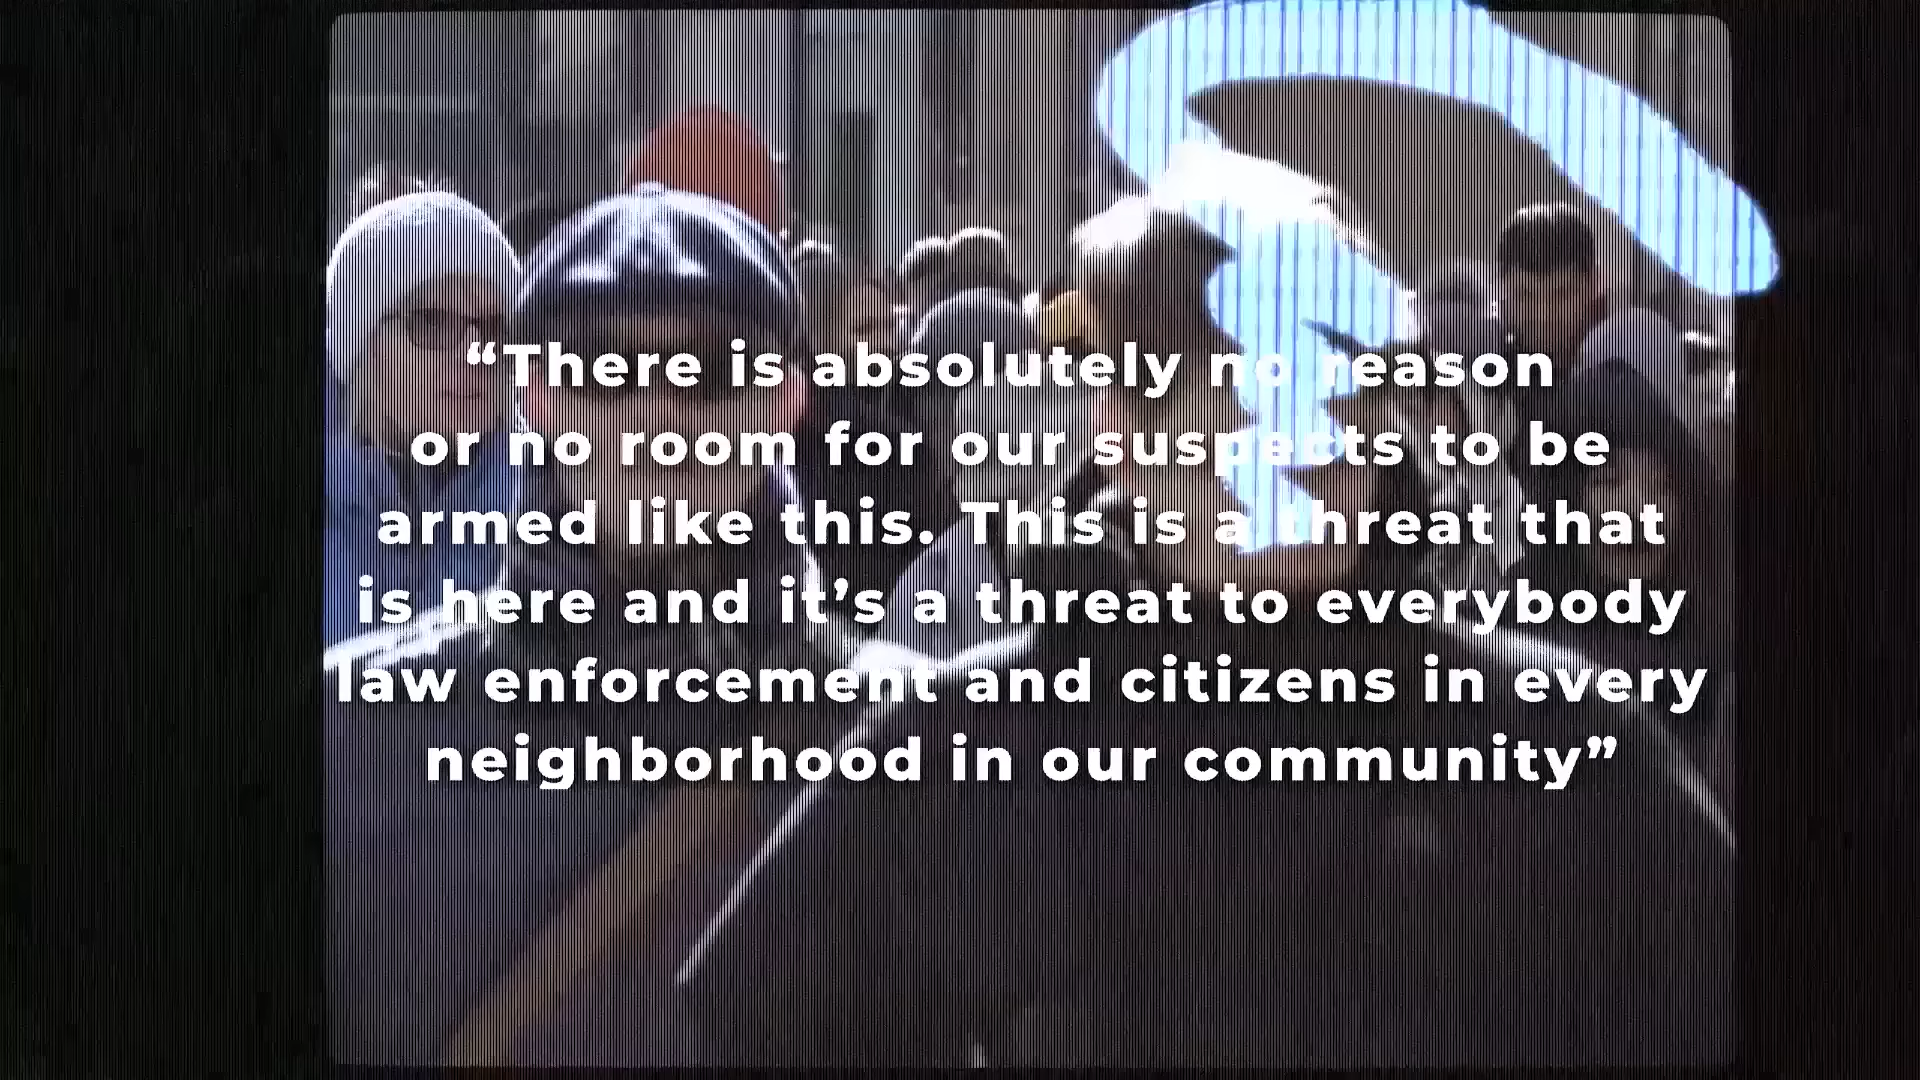 “There is absolutely no reason
or no room for our suspects to be
armed like this. This is a threat that
is here and it’s a threat to everybody
law enforcement and citizens in every
neighborhood in our community”